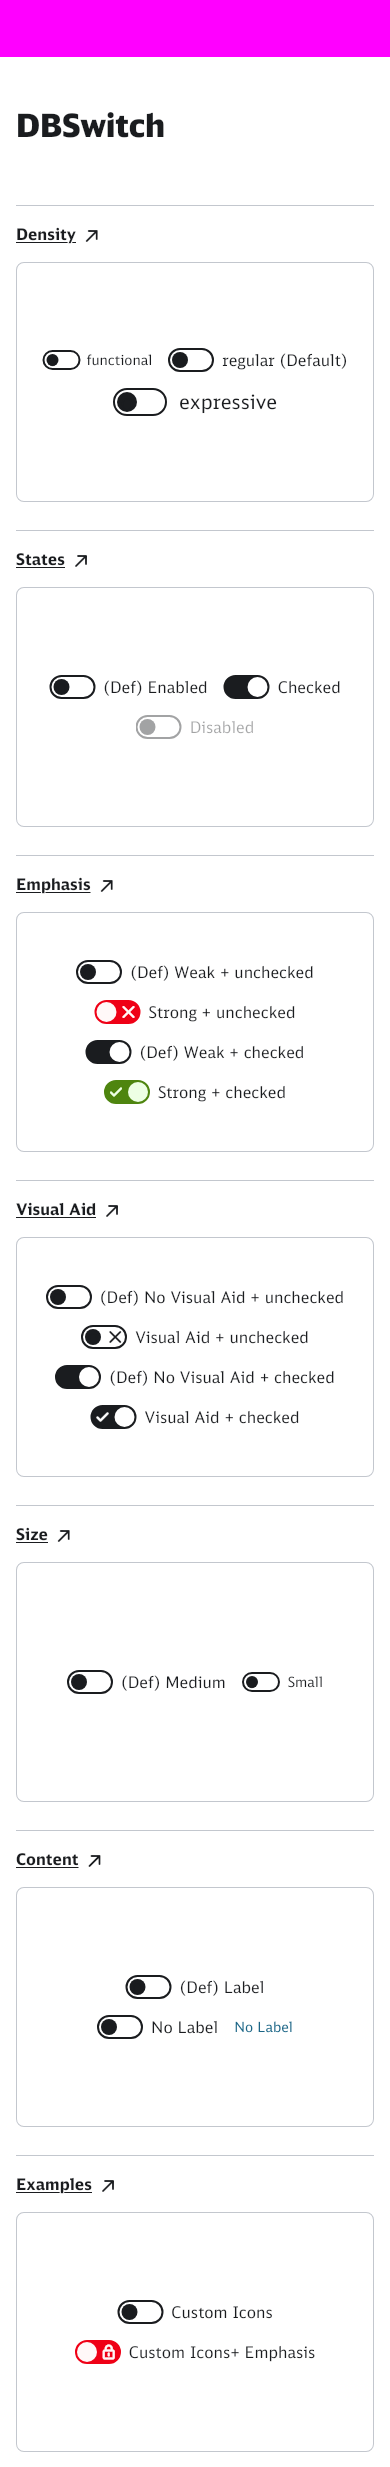 DBSwitch
Density
functional regular (Default)
expressive
States
(Def) Enabled Checked
Disabled
Emphasis
(Def) Weak + unchecked
Strong + unchecked
(Def) Weak + checked
Strong + checked
Visual Aid
(Def) No Visual Aid + unchecked
Visual Aid + unchecked
(Def) No Visual Aid + checked
Visual Aid + checked
Size
(Def) Medium Small
Content
(Def) Label
No Label No Label
Examples
Custom Icons
Custom Icons+ Emphasis